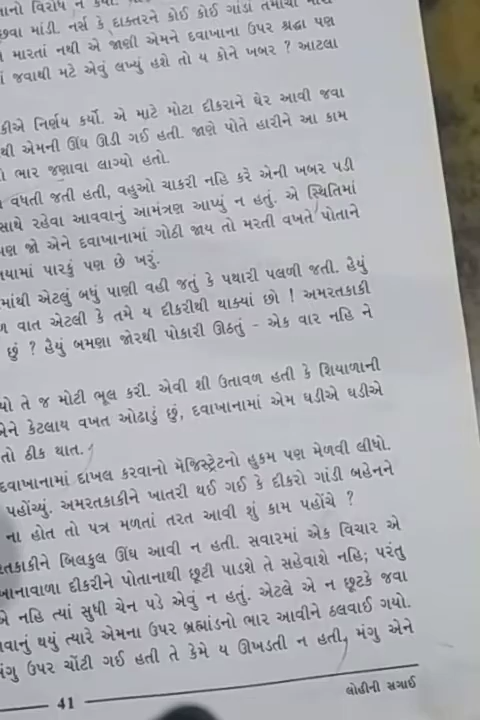 વિરોધ ન
છવા માંડી. નર્સ કે દાક્તરને કોઈ કોઈ ગાંડાં તમાચો
મારતાં નથી એ જાણી એમને દવાખાના ઉપર શ્રદ્ધા પણ
જવાથી મટે એવું લખ્યું હશે તો ય કોને ખબર ? આટલા
કીએ નિર્ણય કર્યો. એ માટે મોટા દીકરાને ઘેર આવી જવા
થી એમની ઊંઘ ઊડી ગઈ હતી. જાણે પોતે હારીને આ કામ
ભાર જણાવા લાગ્યો હતો.
વધતી જતી હતી, વહુઓ ચાકરી નહિ કરે એની ખબર પડી
સાથે રહેવા આવવાનું આમંત્રણ આપ્યું ન હતું. એ સ્થિતિમાં
પણ જો એને દવાખાનામાં ગોઠી જાય તો મરતી વખતે પોતાને
યામાં પારકું પણ છે ખરું.
માંથી એટલું બધું પાણી વહી જતું કે પથારી પલળી જતી. હૈયું
વાત એટલી કે તમે ય દીકરીથી થાક્યાં છો ! અમરતકાકી
છું ? હૈયું બમણા જોરથી પોકારી ઊઠતું - એક વાર નહિ ને
યો તે જ મોટી ભૂલ કરી. એવી શી ઉતાવળ હતી કે શિયાળાની
એને કેટલાય વખત ઓઢાડું છું, દવાખાનામાં એમ ઘડીએ ઘડીએ
તો ઠીક થાત.
દવાખાનામાં દાખલ કરવાનો મૅજિસ્ટ્રેટનો હુકમ પણ મેળવી લીધો.
પહોંચ્યું. અમરતકાકીને ખાતરી થઈ ગઈ કે દીકરો ગાંડી બહેનને
ના હોત તો પત્ર મળતાં તરત આવી શું કામ પહોંચે ?
રતકાકીને બિલકુલ ઊંઘ આવી ન હતી. સવારમાં એક વિચાર એ
ખાનાવાળા દીકરીને પોતાનાથી છૂટી પાડશે તે સહેવાશે નહિ; પરંતુ
એ નહિ ત્યાં સુધી ચેન પડે એવું ન હતું. એટલે એ ન છૂટકે જવા
વાનું થયું ત્યારે એમના ઉપર બ્રહ્માંડનો ભાર આવીને ઠલવાઈ ગયો.
મંગુ ઉપર ચોંટી ગઈ હતી તે કેમે ય ઊખડતી ન હતી, મંગુ એને
41
લોહીની સગાઈ